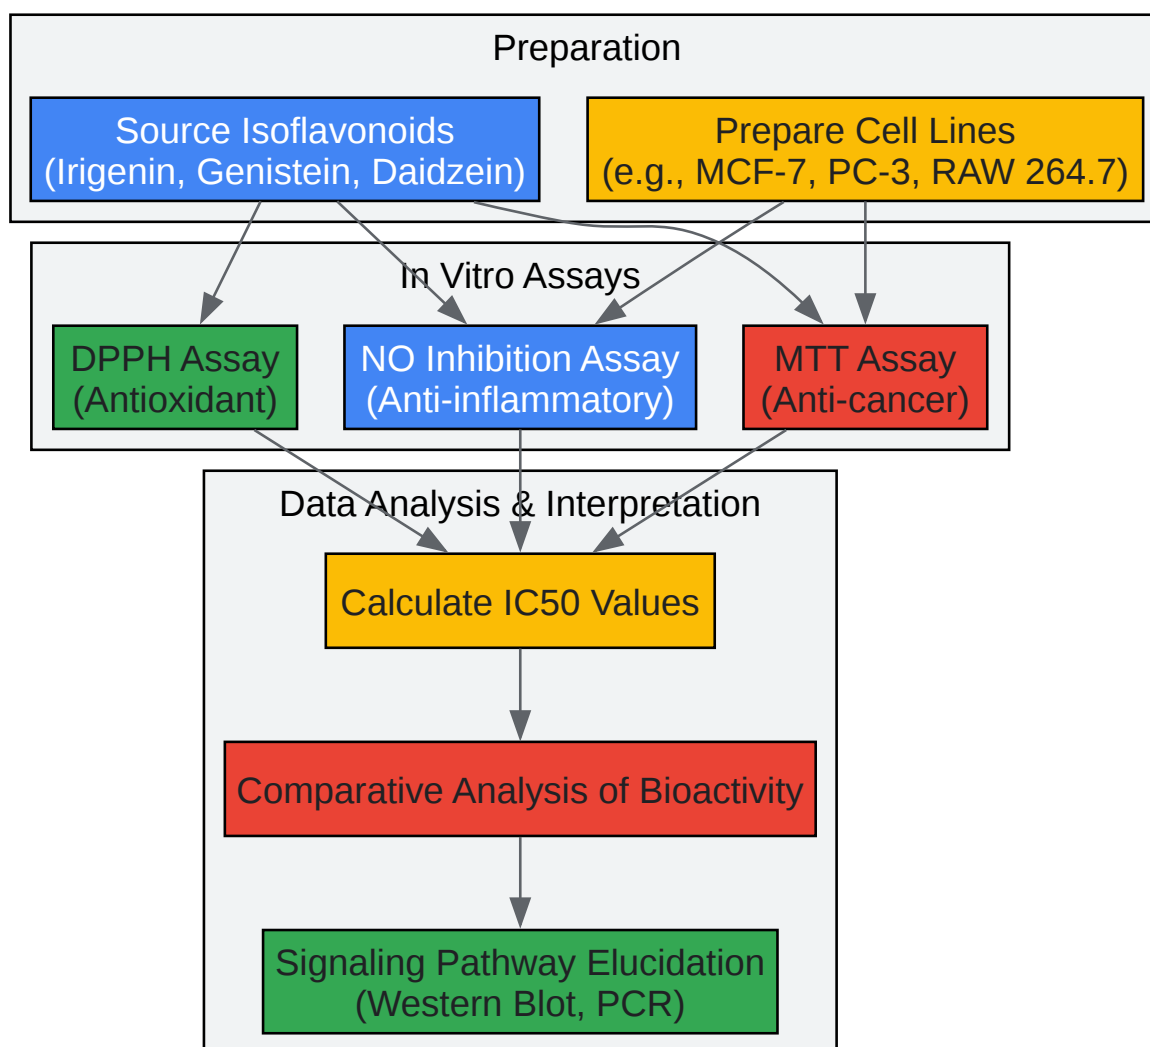 Preparation
Source Isoflavonoids
(Irigenin, Genistein, Daidzein)
Prepare Cell Lines
(e.g., MCF-7, PC-3, RAW 264.7)
In Vitro Assays
DPPH Assay
(Antioxidant)
NO Inhibition Assay
(Anti-inflammatory)
MTT Assay
(Anti-cancer)
Data Analysis & Interpretation
Calculate IC50 Values
Comparative Analysis of Bioactivity
Signaling Pathway Elucidation
(Western Blot, PCR)